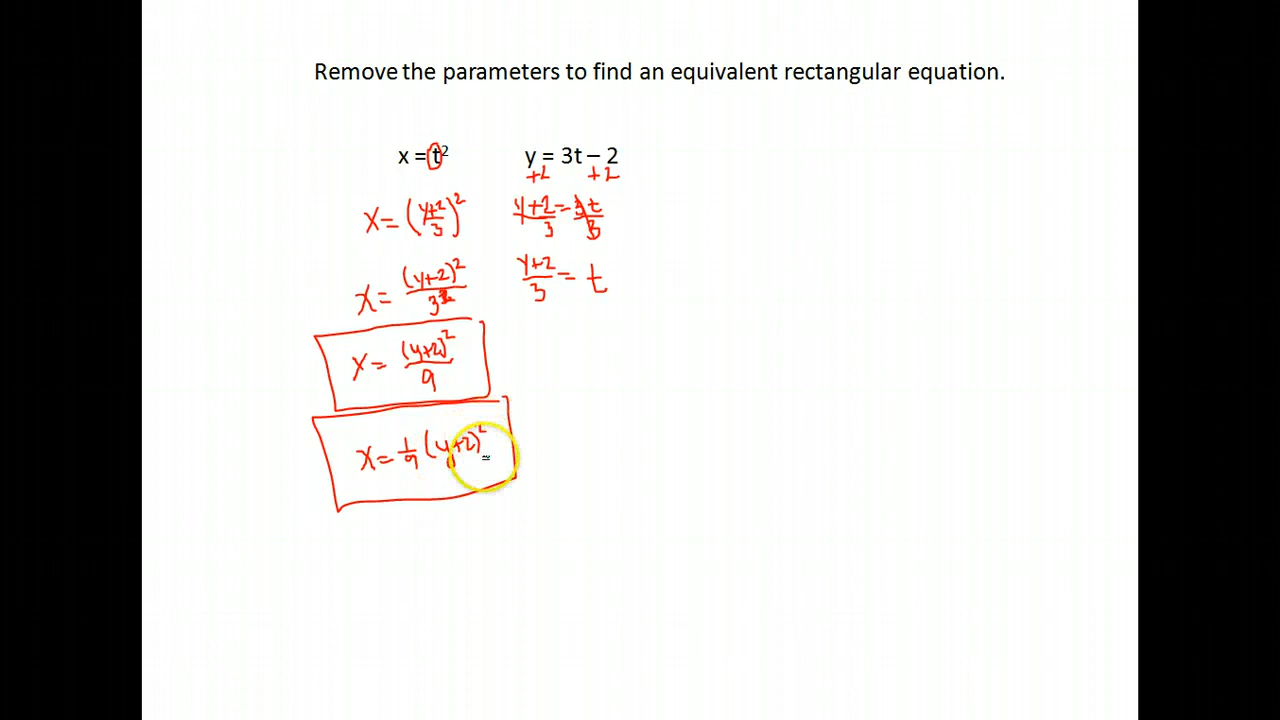 Remove the parameters to find an equivalent rectangular equation.
x = t² y = 3t – 2
+2 +2
x = (y+2/3)² y+2/3 = 3t/3
x = (y+2)²/3² y+2/3 = t
x = (y+2)²/9
x = 1/9 (y+2)²